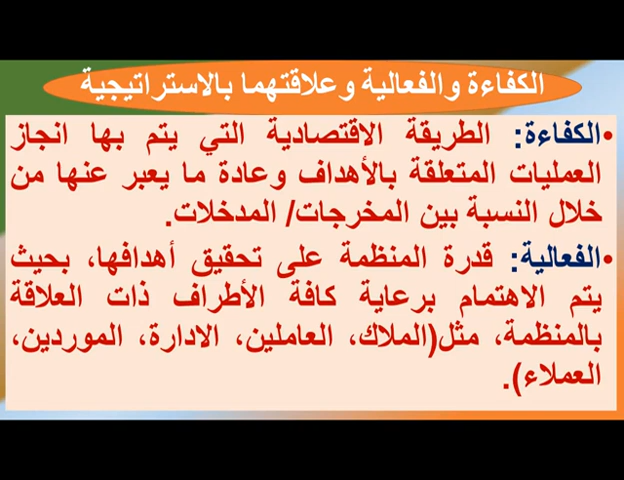 الكفاءة والفعالية وعلاقتهما بالاستراتيجية
•الكفاءة: الطريقة الاقتصادية التي يتم بها انجاز
العمليات المتعلقة بالأهداف وعادة ما يعبر عنها من
خلال النسبة بين المخرجات/ المدخلات.
•الفعالية: قدرة المنظمة على تحقيق أهدافها، بحيث
يتم الاهتمام برعاية كافة الأطراف ذات العلاقة
بالمنظمة، مثل(الملاك، العاملين، الادارة، الموردين،
العملاء).